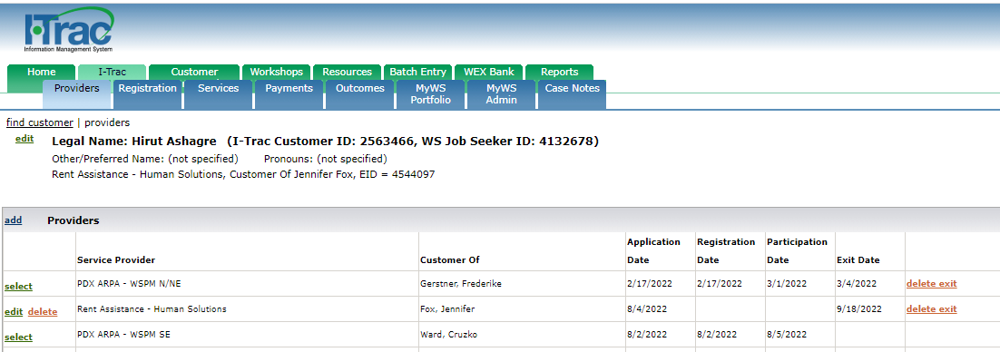 I-Trac
Information Management System
Home I-Trac Customer Workshops Resources Batch Entry WEX Bank Reports
Providers Registration Services Payments Outcomes MyWS Portfolio MyWS Admin Case Notes
find customer | providers
edit Legal Name: Hirut Ashagre (I-Trac Customer ID: 2563466, WS Job Seeker ID: 4132678)
Other/Preferred Name: (not specified) Pronouns: (not specified)
Rent Assistance - Human Solutions, Customer Of Jennifer Fox, EID = 4544097
add Providers
Service Provider Customer Of Application Date Registration Date Participation Date Exit Date
select PDX ARPA - WSPM N/NE Gerstner, Frederike 2/17/2022 2/17/2022 3/1/2022 3/4/2022 delete exit
edit delete Rent Assistance - Human Solutions Fox, Jennifer 8/4/2022 9/18/2022 delete exit
select PDX ARPA - WSPM SE Ward, Cruzko 8/2/2022 8/2/2022 8/5/2022